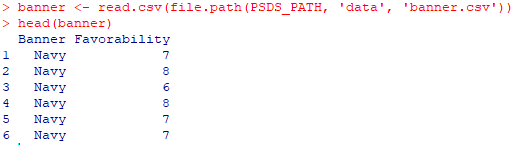 > banner <- read.csv(file.path(PSDS_PATH, 'data', 'banner.csv'))
> head(banner)
  Banner Favorability
1   Navy            7
2   Navy            8
3   Navy            6
4   Navy            8
5   Navy            7
6   Navy            7